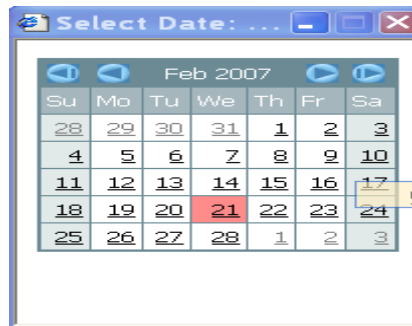 Select Date: ...
Feb 2007
Su Mo Tu We Th Fr Sa
28 29 30 31 1 2 3
4 5 6 7 8 9 10
11 12 13 14 15 16 17
18 19 20 21 22 23 24
25 26 27 28 1 2 3